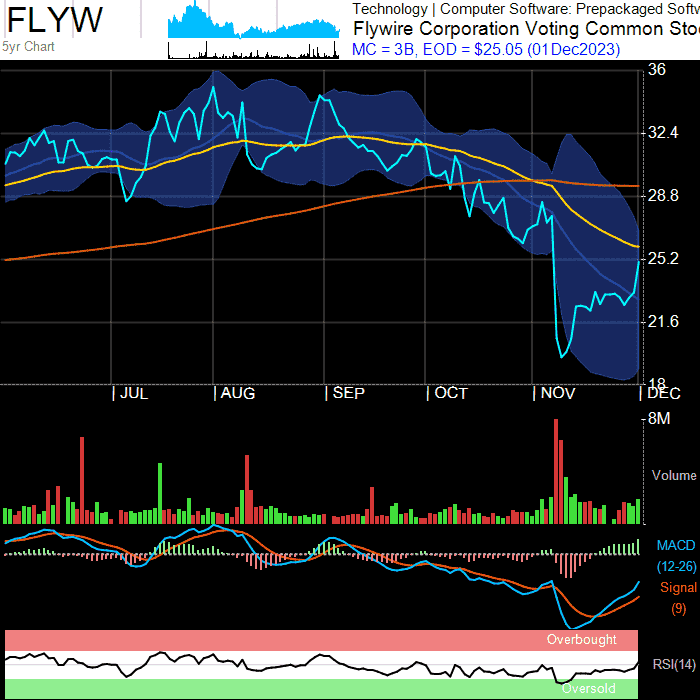 FLYW
5yr Chart
Technology | Computer Software: Prepackaged Softw
Flywire Corporation Voting Common Sto
MC = 3B, EOD = $25.05 (01Dec2023)
36
32.4
28.8
25.2
21.6
18
| JUL | AUG | SEP | OCT | NOV | DEC
8M
Volume
MACD
(12-26)
Signal
(9)
Overbought
RSI(14)
Oversold